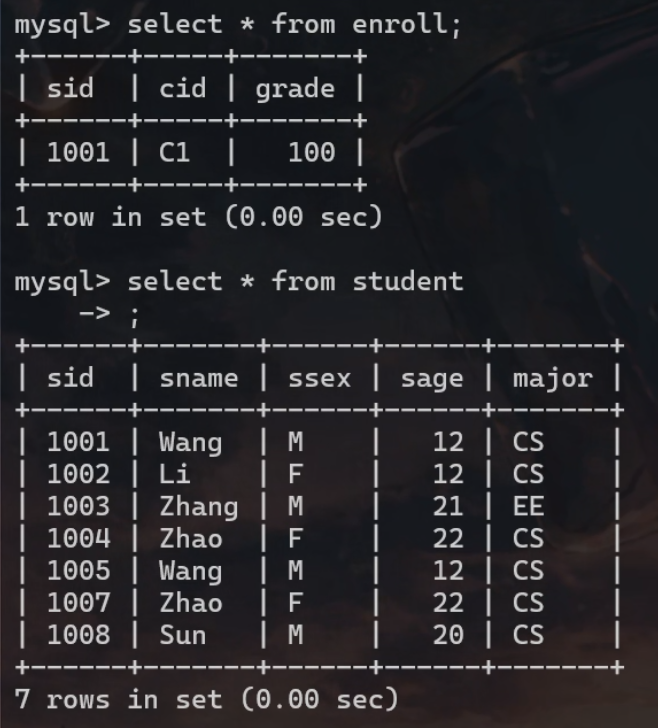 mysql> select * from enroll;
+------+-----+-------+
| sid  | cid | grade |
+------+-----+-------+
| 1001 | C1  |   100 |
+------+-----+-------+
1 row in set (0.00 sec)
mysql> select * from student
    -> ;
+------+-------+------+------+-------+
| sid  | sname | ssex | sage | major |
+------+-------+------+------+-------+
| 1001 | Wang  | M    |   12 | CS    |
| 1002 | Li    | F    |   12 | CS    |
| 1003 | Zhang | M    |   21 | EE    |
| 1004 | Zhao  | F    |   22 | CS    |
| 1005 | Wang  | M    |   12 | CS    |
| 1007 | Zhao  | F    |   22 | CS    |
| 1008 | Sun   | M    |   20 | CS    |
+------+-------+------+------+-------+
7 rows in set (0.00 sec)